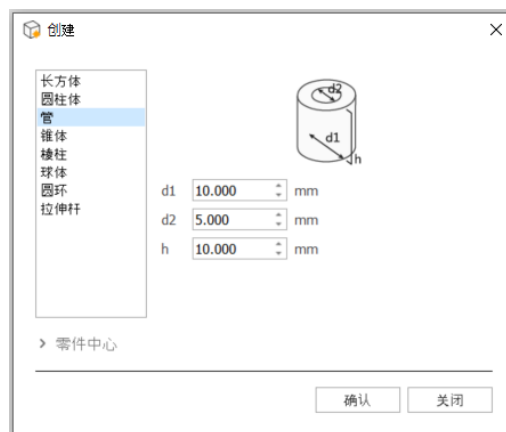 创建
长方体
圆柱体
管
锥体
棱柱
球体
圆环
拉伸杆
d2
d1
h
d1 10.000 mm
d2 5.000 mm
h 10.000 mm
零件中心
确认 关闭